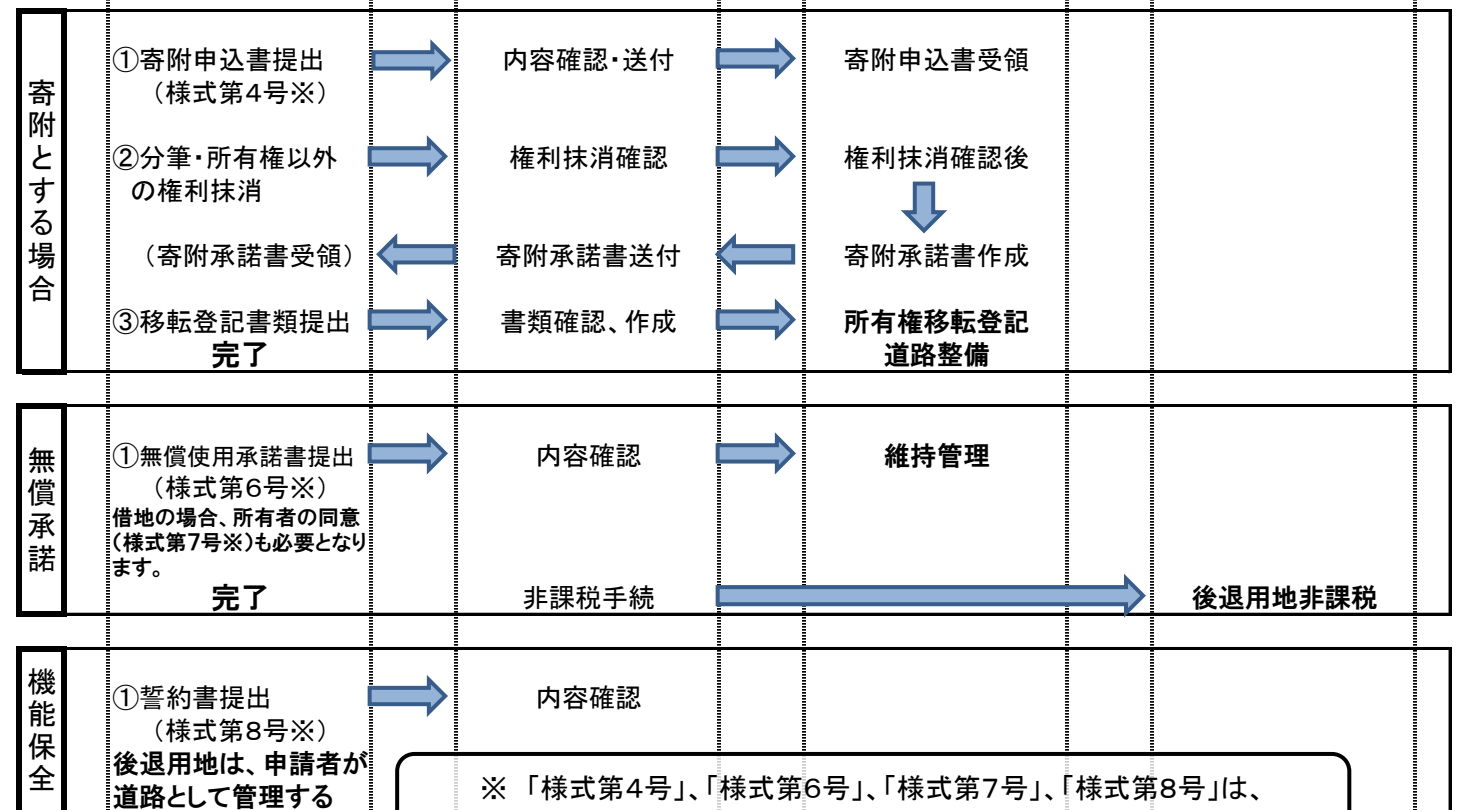 寄附とする場合
①寄附申込書提出
（様式第4号※）
内容確認・送付
寄附申込書受領
②分筆・所有権以外
の権利抹消
権利抹消確認
権利抹消確認後
（寄附承諾書受領）
寄附承諾書送付
寄附承諾書作成
③移転登記書類提出
完了
書類確認、作成
所有権移転登記
道路整備
無償承諾
①無償使用承諾書提出
（様式第6号※）
借地の場合、所有者の同意
（様式第7号※）も必要となり
ます。
完了
内容確認
維持管理
非課税手続
後退用地非課税
機能保全
①誓約書提出
（様式第8号※）
後退用地は、申請者が
道路として管理する
内容確認
※「様式第4号」、「様式第6号」、「様式第7号」、「様式第8号」は、